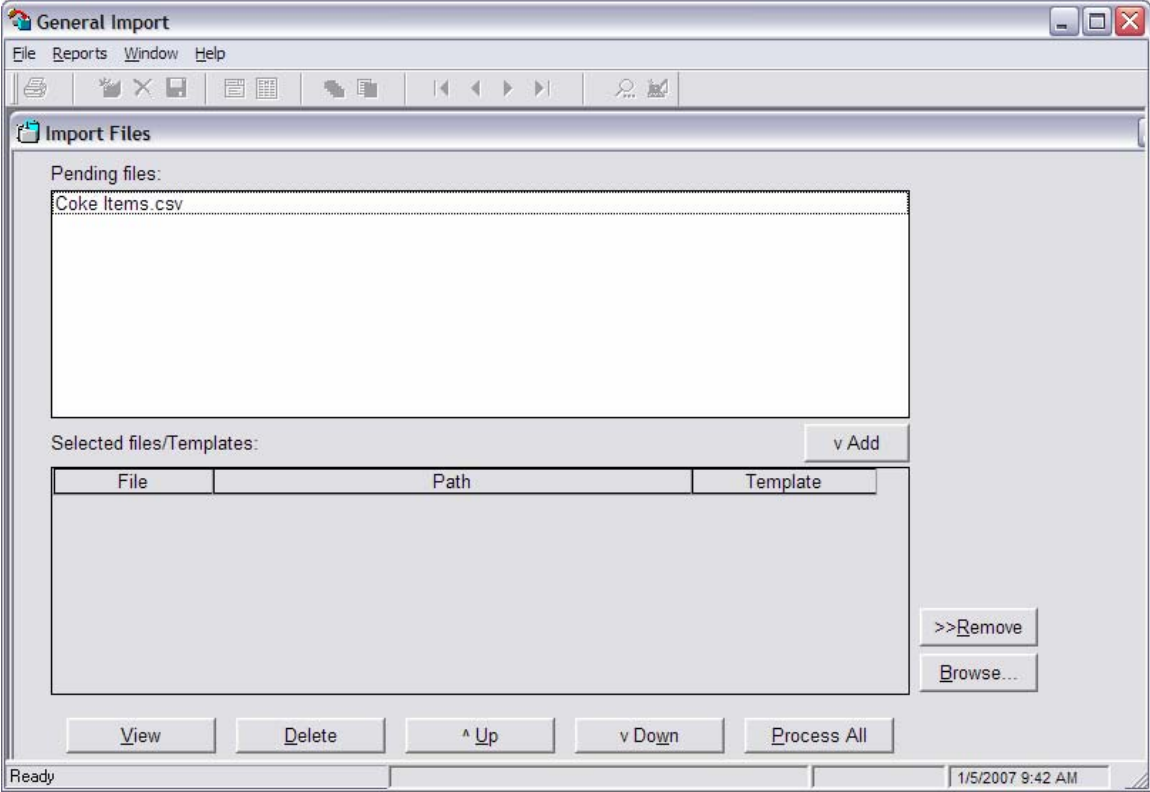 General Import
File Reports Window Help
Import Files
Pending files:
Coke Items.csv
Selected files/Templates:
v Add
File Path Template
>>Remove
Browse...
View Delete ^ Up v Down Process All
Ready 1/5/2007 9:42 AM